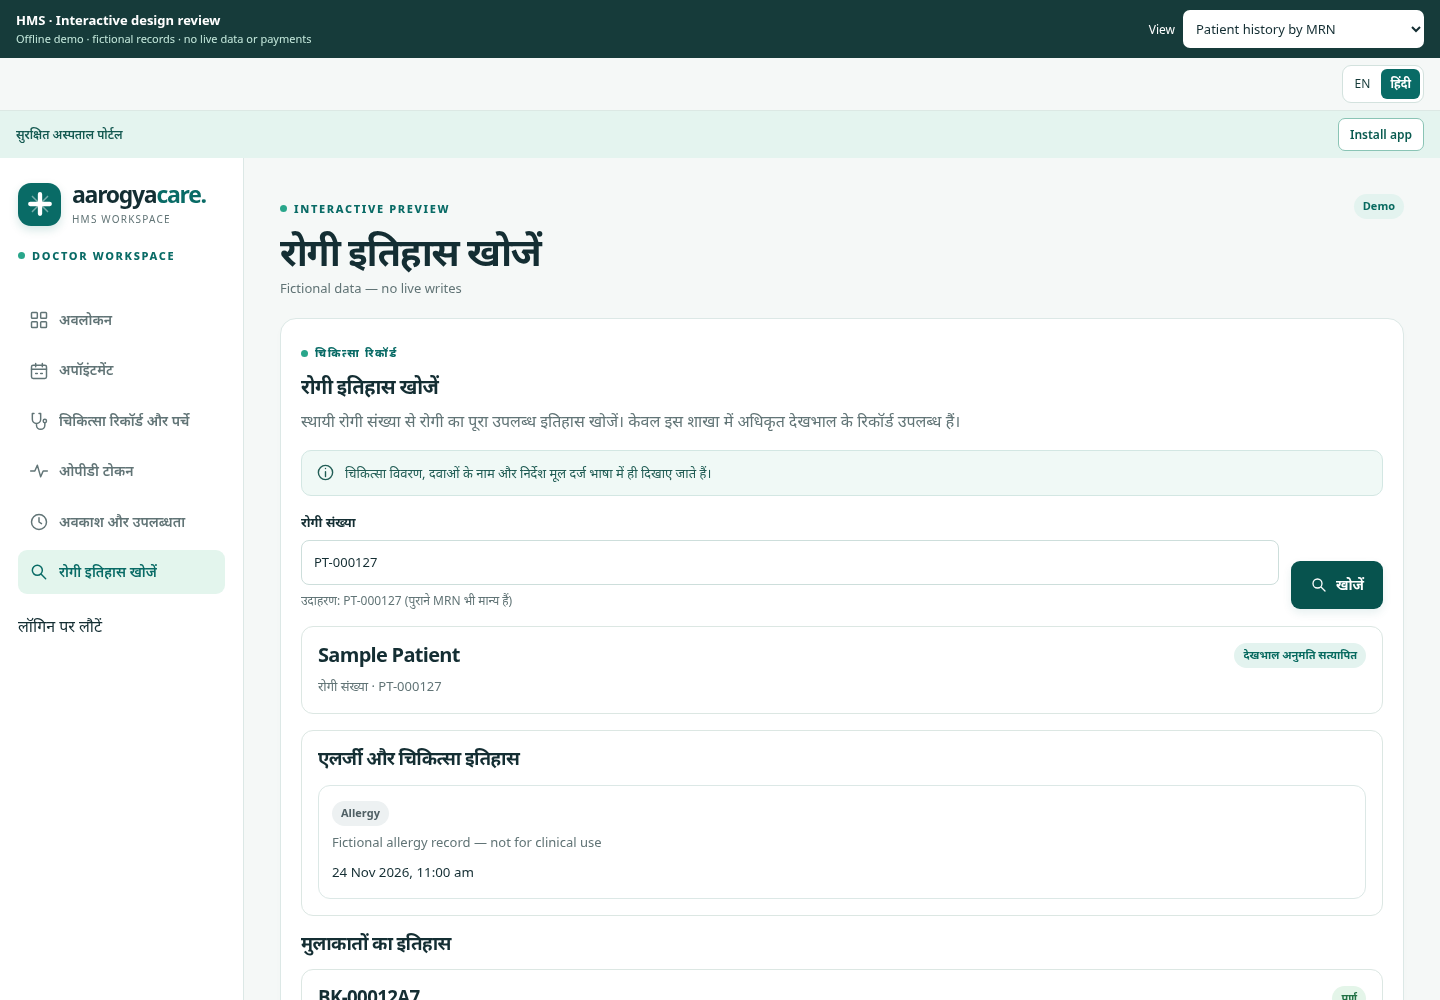 HMS · Interactive design review
Offline demo · fictional records · no live data or payments
View
Patient history by MRN
EN
हिंदी
सुरक्षित अस्पताल पोर्टल
Install app
aarogyacare.
HMS WORKSPACE
DOCTOR WORKSPACE
अवलोकन
अपॉइंटमेंट
चिकित्सा रिकॉर्ड और पर्चे
ओपीडी टोकन
अवकाश और उपलब्धता
रोगी इतिहास खोजें
लॉगिन पर लौटें
INTERACTIVE PREVIEW
Demo
रोगी इतिहास खोजें
Fictional data — no live writes
चिकित्सा रिकॉर्ड
रोगी इतिहास खोजें
स्थायी रोगी संख्या से रोगी का पूरा उपलब्ध इतिहास खोजें। केवल इस शाखा में अधिकृत देखभाल के रिकॉर्ड उपलब्ध हैं।
चिकित्सा विवरण, दवाओं के नाम और निर्देश मूल दर्ज भाषा में ही दिखाए जाते हैं।
रोगी संख्या
PT-000127
खोजें
उदाहरण: PT-000127 (पुराने MRN भी मान्य हैं)
Sample Patient
देखभाल अनुमति सत्यापित
रोगी संख्या · PT-000127
एलर्जी और चिकित्सा इतिहास
Allergy
Fictional allergy record — not for clinical use
24 Nov 2026, 11:00 am
मुलाकातों का इतिहास
BK-00012A7
पूर्ण